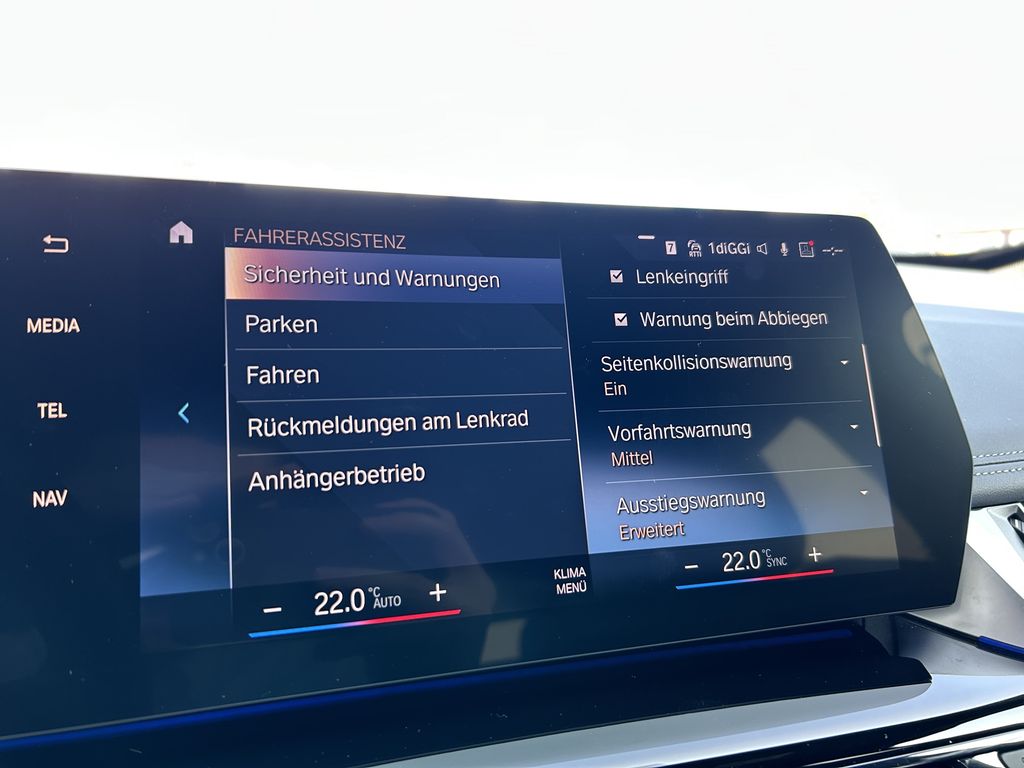 FAHRERASSISTENZ
7 RTTI 1diGGi --:--
MEDIA
TEL
NAV
Sicherheit und Warnungen
Parken
Fahren
Rückmeldungen am Lenkrad
Anhängerbetrieb
Lenkeingriff
Warnung beim Abbiegen
Seitenkollisionswarnung
Ein
Vorfahrtswarnung
Mittel
Ausstiegswarnung
Erweitert
− 22.0 °C AUTO +
KLIMA
MENÜ
− 22.0 °C SYNC +